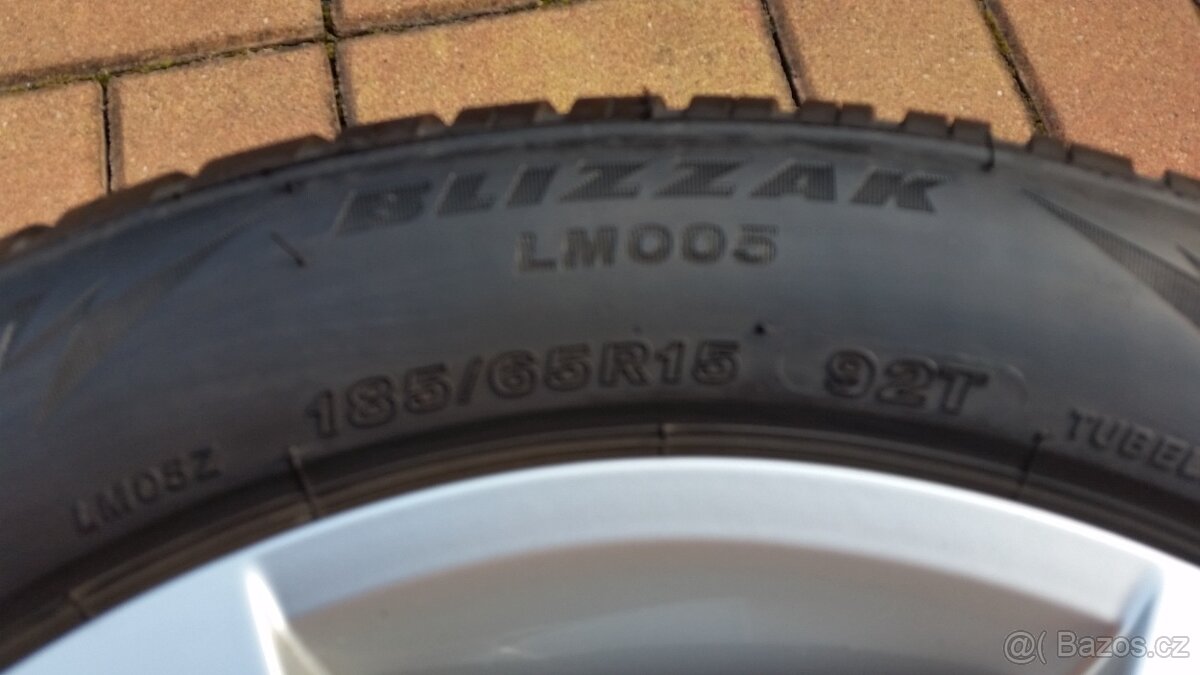 BLIZZAK
LM005
185/65R15 92T
LM05Z
TUBEL
@( Bazos.cz